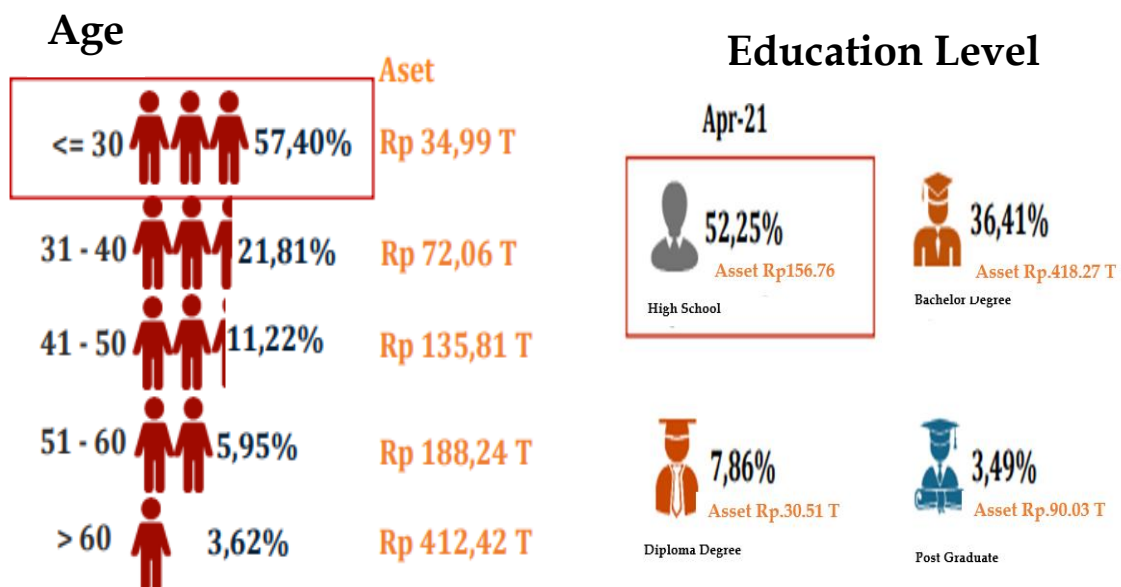 Age
Aset
<= 30 57,40% Rp 34,99 T
31 - 40 21,81% Rp 72,06 T
41 - 50 11,22% Rp 135,81 T
51 - 60 5,95% Rp 188,24 T
> 60 3,62% Rp 412,42 T
Education Level
Apr-21
52,25%
Asset Rp156.76
High School
36,41%
Asset Rp.418.27 T
Bachelor Degree
7,86%
Asset Rp.30.51 T
Diploma Degree
3,49%
Asset Rp.90.03 T
Post Graduate